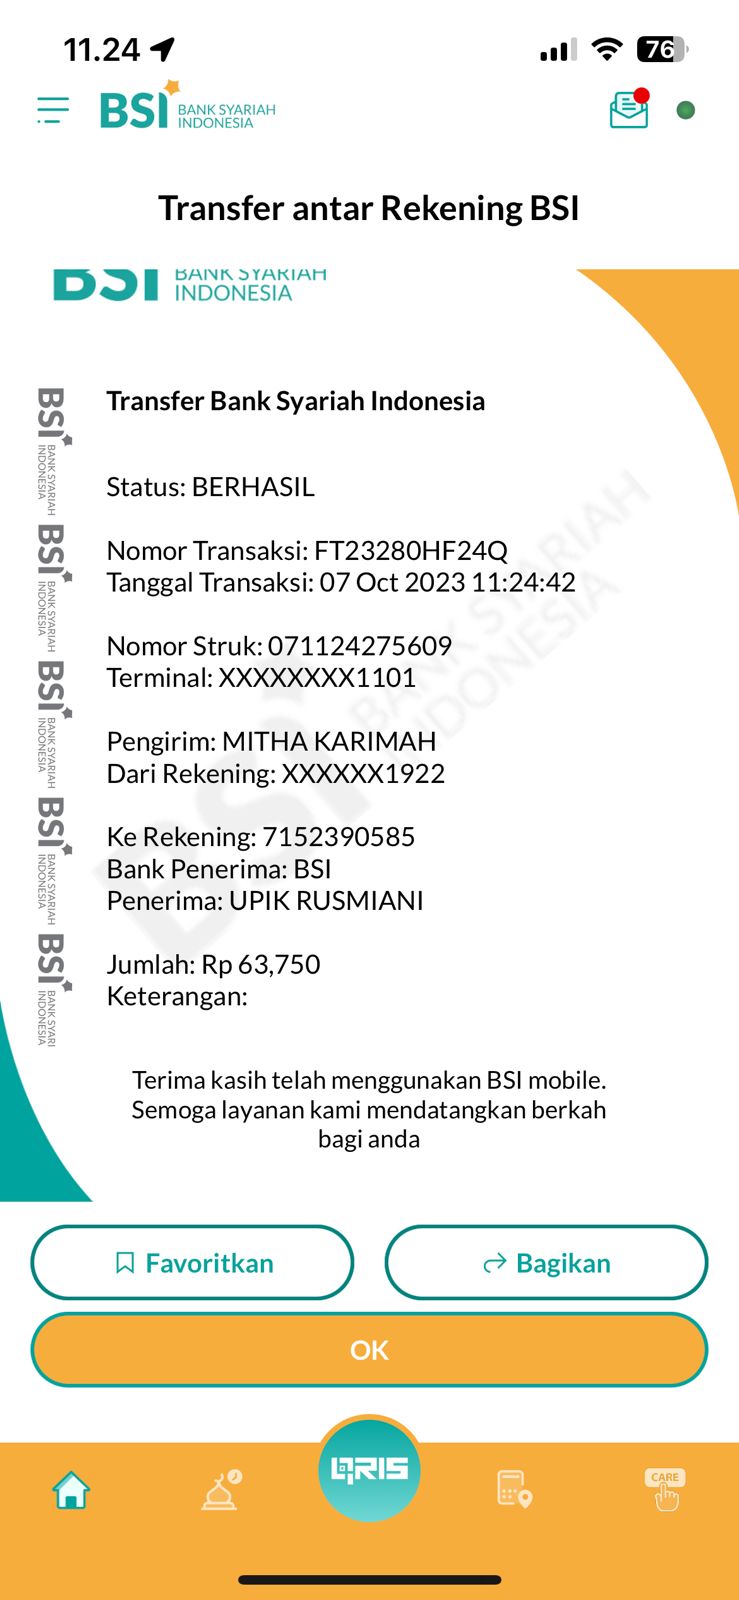 11.24
76
BSI BANK SYARIAH
INDONESIA
Transfer antar Rekening BSI
BSI BANK SYARIAH
INDONESIA
Transfer Bank Syariah Indonesia
Status: BERHASIL
Nomor Transaksi: FT23280HF24Q
Tanggal Transaksi: 07 Oct 2023 11:24:42
Nomor Struk: 071124275609
Terminal: XXXXXXXX1101
Pengirim: MITHA KARIMAH
Dari Rekening: XXXXXX1922
Ke Rekening: 7152390585
Bank Penerima: BSI
Penerima: UPIK RUSMIANI
Jumlah: Rp 63,750
Keterangan:
BSI BANK SYARIAH
INDONESIA
BSI BANK SYARIAH
INDONESIA
BSI BANK SYARIAH
INDONESIA
BSI BANK SYARIAH
INDONESIA
BSI BANK SYARI
INDONESIA
BSI BANK SYARIAH
INDONESIA
Terima kasih telah menggunakan BSI mobile.
Semoga layanan kami mendatangkan berkah
bagi anda
Favoritkan
Bagikan
OK
QRIS
CARE